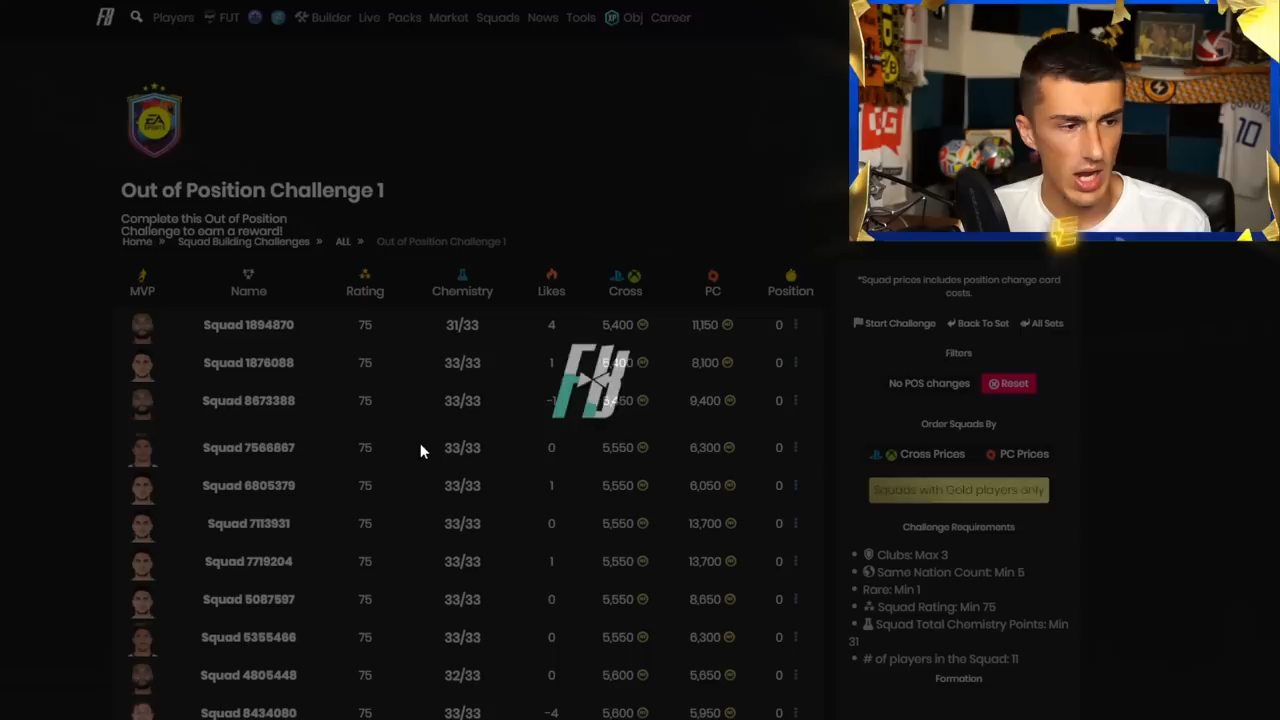 FB Players FUT Builder Live Packs Market Squads News Tools XP Obj Career
EA
SPORTS
Out of Position Challenge 1
Complete this Out of Position
Challenge to earn a reward!
Home » Squad Building Challenges » ALL » Out of Position Challenge 1
MVP Name Rating Chemistry Likes Cross PC Position
Squad 1894870 75 31/33 4 5,400 11,150 0
Squad 1876088 75 33/33 1 5,400 8,100 0
Squad 8673388 75 33/33 -1 5,450 9,400 0
Squad 7566867 75 33/33 0 5,550 6,300 0
Squad 6805379 75 33/33 1 5,550 6,050 0
Squad 7113931 75 33/33 0 5,550 13,700 0
Squad 7719204 75 33/33 1 5,550 13,700 0
Squad 5087597 75 33/33 0 5,550 8,650 0
Squad 5355466 75 33/33 0 5,550 6,300 0
Squad 4805448 75 32/33 0 5,600 5,650 0
Squad 8434080 75 33/33 -4 5,600 5,950 0
FB
*Squad prices includes position change card
costs.
Start Challenge Back To Set All Sets
Filters
No POS changes Reset
Order Squads By
Cross Prices PC Prices
Squads with Gold players only
Challenge Requirements
Clubs: Max 3
Same Nation Count: Min 5
Rare: Min 1
Squad Rating: Min 75
Squad Total Chemistry Points: Min
31
# of players in the Squad: 11
Formation
10